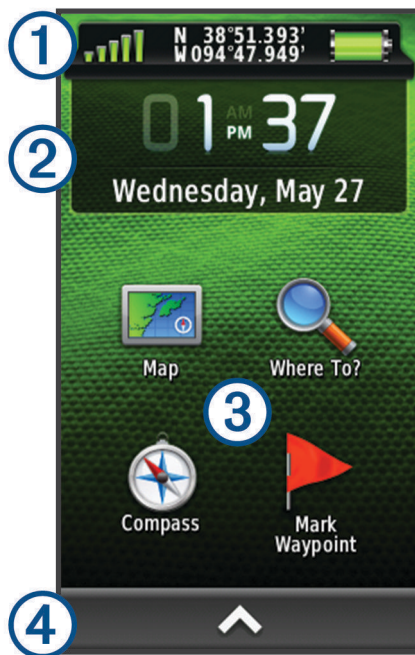 1
N 38°51.393'
W094°47.949'
2
01 AM PM 37
Wednesday, May 27
Map
Where To?
3
Compass
Mark
Waypoint
4